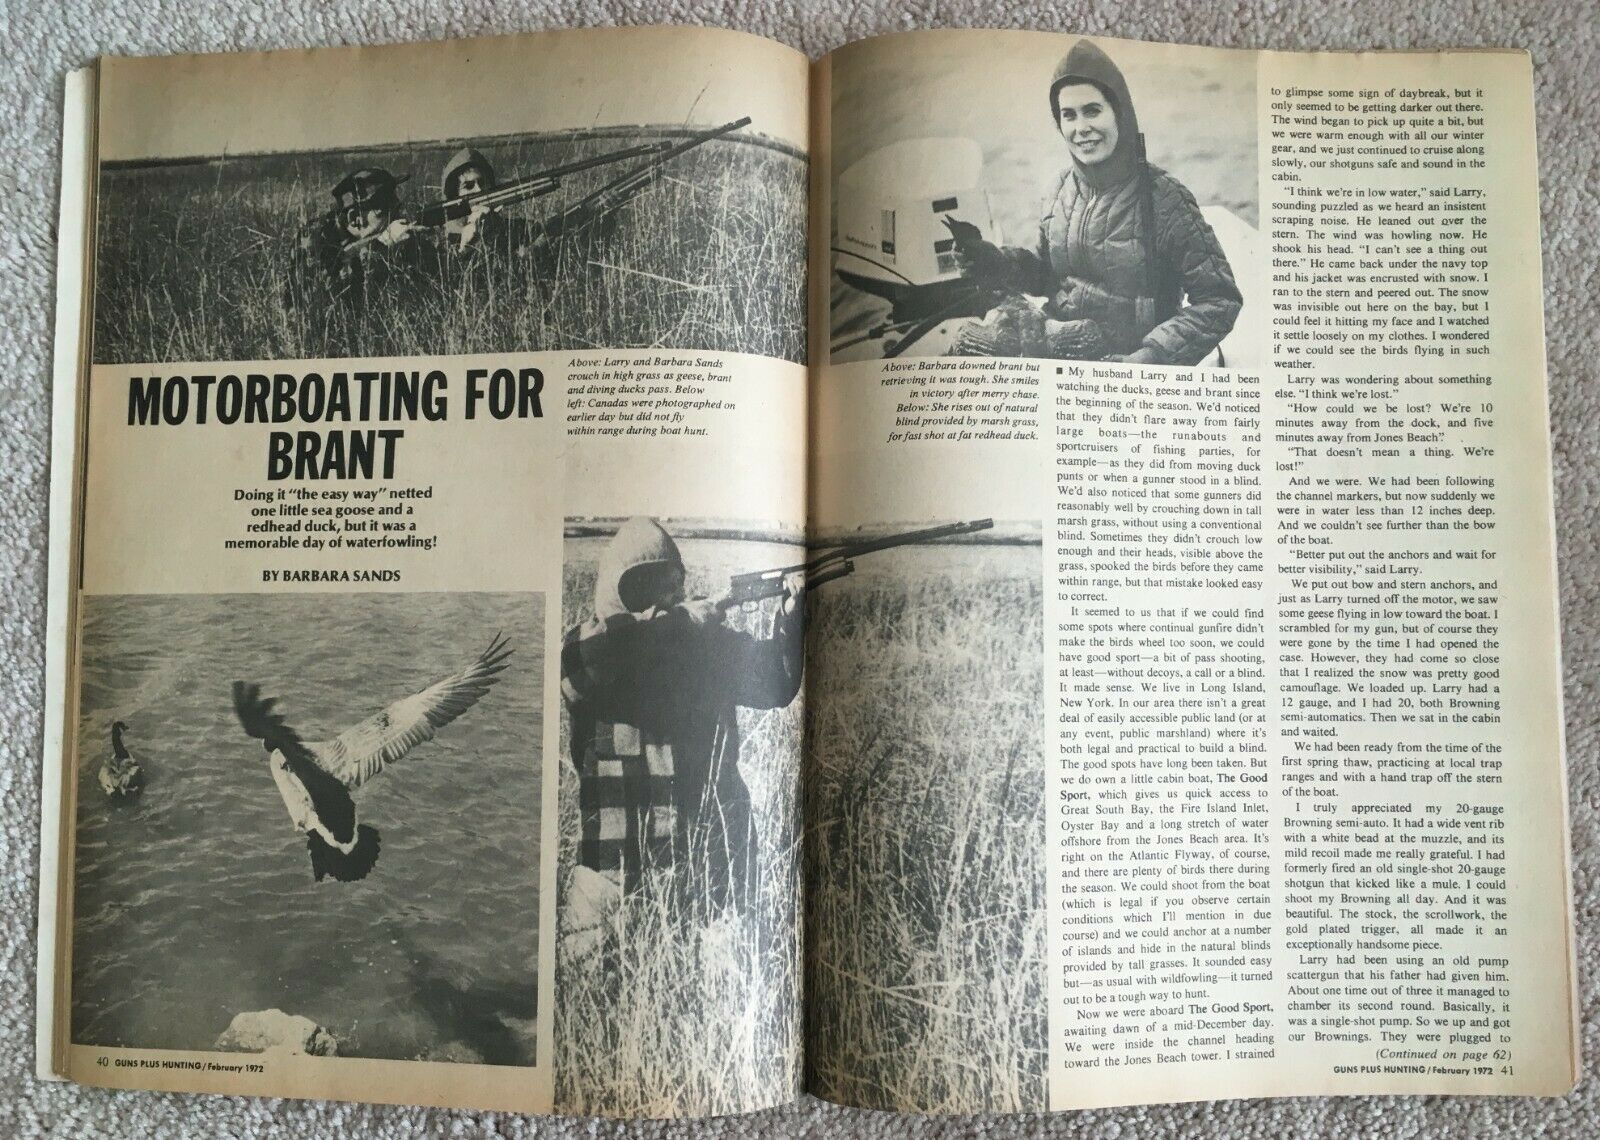 MOTORBOATING FOR
BRANT
Doing it "the easy way" netted
one little sea goose and a
redhead duck, but it was a
memorable day of waterfowling!
BY BARBARA SANDS
Above: Larry and Barbara Sands
crouch in high grass as geese, brant
and diving ducks pass. Below
left: Canadas were photographed on
earlier day but did not fly
within range during boat hunt.
40 GUNS PLUS HUNTING/February 1972
Above: Barbara downed brant but
retrieving it was tough. She smiles
in victory after merry chase.
Below: She rises out of natural
blind provided by marsh grass,
for fast shot at fat redhead duck.
■ My husband Larry and I had been
watching the ducks, geese and brant since
the beginning of the season. We'd noticed
that they didn't flare away from fairly
large boats—the runabouts and
sportcruisers of fishing parties, for
example—as they did from moving duck
punts or when a gunner stood in a blind.
We'd also noticed that some gunners did
reasonably well by crouching down in tall
marsh grass, without using a conventional
blind. Sometimes they didn't crouch low
enough and their heads, visible above the
grass, spooked the birds before they came
within range, but that mistake looked easy
to correct.
It seemed to us that if we could find
some spots where continual gunfire didn't
make the birds wheel too soon, we could
have good sport—a bit of pass shooting,
at least—without decoys, a call or a blind.
It made sense. We live in Long Island,
New York. In our area there isn't a great
deal of easily accessible public land (or at
any event, public marshland) where it's
both legal and practical to build a blind.
The good spots have long been taken. But
we do own a little cabin boat, The Good
Sport, which gives us quick access to
Great South Bay, the Fire Island Inlet,
Oyster Bay and a long stretch of water
offshore from the Jones Beach area. It's
right on the Atlantic Flyway, of course,
and there are plenty of birds there during
the season. We could shoot from the boat
(which is legal if you observe certain
conditions which I'll mention in due
course) and we could anchor at a number
of islands and hide in the natural blinds
provided by tall grasses. It sounded easy
but—as usual with wildfowling—it turned
out to be a tough way to hunt.
Now we were aboard The Good Sport,
awaiting dawn of a mid-December day.
We were inside the channel heading
toward the Jones Beach tower. I strained
to glimpse some sign of daybreak, but it
only seemed to be getting darker out there.
The wind began to pick up quite a bit, but
we were warm enough with all our winter
gear, and we just continued to cruise along
slowly, our shotguns safe and sound in the
cabin.
"I think we're in low water," said Larry,
sounding puzzled as we heard an insistent
scraping noise. He leaned out over the
stern. The wind was howling now. He
shook his head. "I can't see a thing out
there." He came back under the navy top
and his jacket was encrusted with snow. I
ran to the stern and peered out. The snow
was invisible out here on the bay, but I
could feel it hitting my face and I watched
it settle loosely on my clothes. I wondered
if we could see the birds flying in such
weather.
Larry was wondering about something
else. "I think we're lost."
"How could we be lost? We're 10
minutes away from the dock, and five
minutes away from Jones Beach"
"That doesn't mean a thing. We're
lost!"
And we were. We had been following
the channel markers, but now suddenly we
were in water less than 12 inches deep.
And we couldn't see further than the bow
of the boat.
"Better put out the anchors and wait for
better visibility," said Larry.
We put out bow and stern anchors, and
just as Larry turned off the motor, we saw
some geese flying in low toward the boat. I
scrambled for my gun, but of course they
were gone by the time I had opened the
case. However, they had come so close
that I realized the snow was pretty good
camouflage. We loaded up. Larry had a
12 gauge, and I had 20, both Browning
semi-automatics. Then we sat in the cabin
and waited.
We had been ready from the time of the
first spring thaw, practicing at local trap
ranges and with a hand trap off the stern
of the boat.
I truly appreciated my 20-gauge
Browning semi-auto. It had a wide vent rib
with a white bead at the muzzle, and its
mild recoil made me really grateful. I had
formerly fired an old single-shot 20-gauge
shotgun that kicked like a mule. I could
shoot my Browning all day. And it was
beautiful. The stock, the scrollwork, the
gold plated trigger, all made it an
exceptionally handsome piece.
Larry had been using an old pump
scattergun that his father had given him.
About one time out of three it managed to
chamber its second round. Basically, it
was a single-shot pump. So we up and got
our Brownings. They were plugged to
(Continued on page 62)
GUNS PLUS HUNTING/February 1972 41